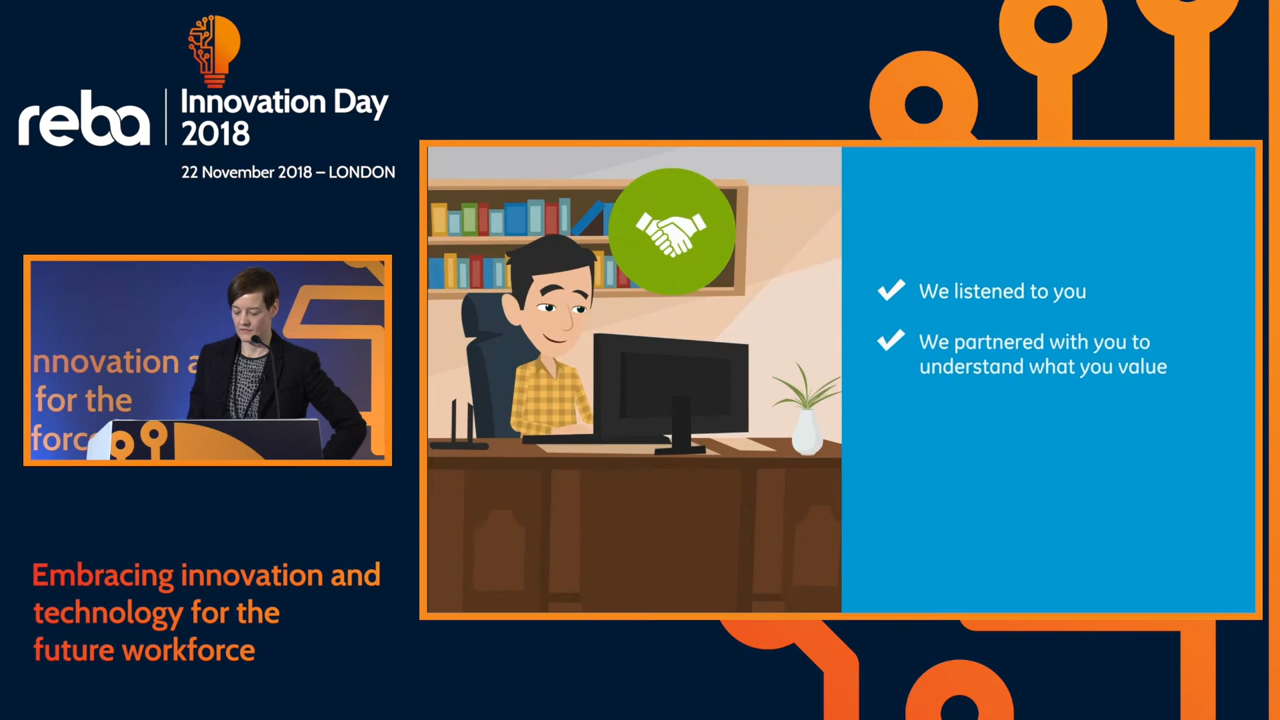 reba
Innovation Day
2018
22 November 2018 – LONDON
nnovation a
for the
forc
Embracing innovation and
technology for the
future workforce
We listened to you
We partnered with you to
understand what you value